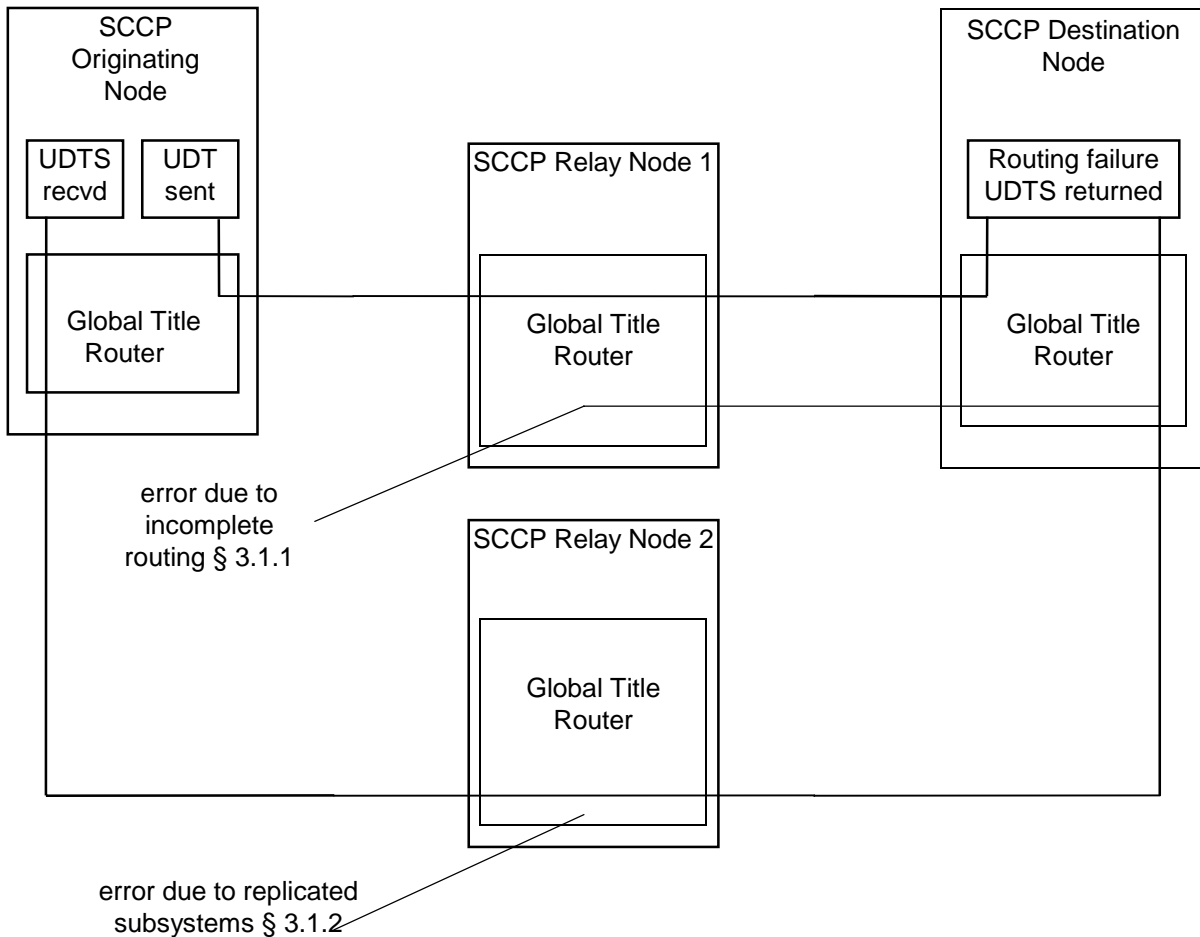 SCCP
Originating
Node
SCCP Destination
Node
UDTS
recvd
UDT
sent
SCCP Relay Node 1
Routing failure
UDTS returned
Global Title
Router
Global Title
Router
Global Title
Router
error due to
incomplete
routing § 3.1.1
SCCP Relay Node 2
Global Title
Router
error due to replicated
subsystems § 3.1.2